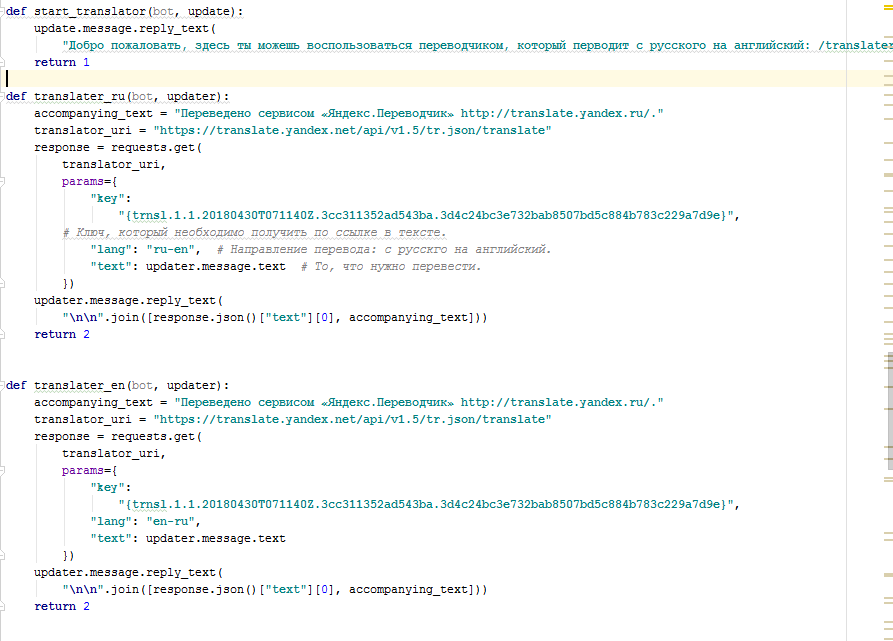 def start_translator(bot, update):
    update.message.reply_text(
        "Добро пожаловать, здесь ты можешь воспользоваться переводчиком, который перводит с русского на английский: /translater
    return 1
def translater_ru(bot, updater):
    accompanying_text = "Переведено сервисом «Яндекс.Переводчик» http://translate.yandex.ru/."
    translator_uri = "https://translate.yandex.net/api/v1.5/tr.json/translate"
    response = requests.get(
        translator_uri,
        params={
            "key":
                "{trnsl.1.1.20180430T071140Z.3cc311352ad543ba.3d4c24bc3e732bab8507bd5c884b783c229a7d9e}",
        # Ключ, который необходимо получить по ссылке в тексте.
            "lang": "ru-en",  # Направление перевода: с русскго на английский.
            "text": updater.message.text  # То, что нужно перевести.
        })
    updater.message.reply_text(
        "\n\n".join([response.json()["text"][0], accompanying_text]))
    return 2
def translater_en(bot, updater):
    accompanying_text = "Переведено сервисом «Яндекс.Переводчик» http://translate.yandex.ru/."
    translator_uri = "https://translate.yandex.net/api/v1.5/tr.json/translate"
    response = requests.get(
        translator_uri,
        params={
            "key":
                "{trnsl.1.1.20180430T071140Z.3cc311352ad543ba.3d4c24bc3e732bab8507bd5c884b783c229a7d9e}",
            "lang": "en-ru",
            "text": updater.message.text
        })
    updater.message.reply_text(
        "\n\n".join([response.json()["text"][0], accompanying_text]))
    return 2